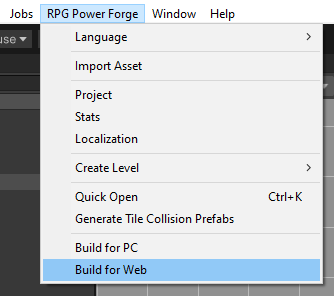 use
Jobs RPG Power Forge Window Help
Language
Import Asset
Project
Stats
Localization
Create Level
Quick Open Ctrl+K
Generate Tile Collision Prefabs
Build for PC
Build for Web